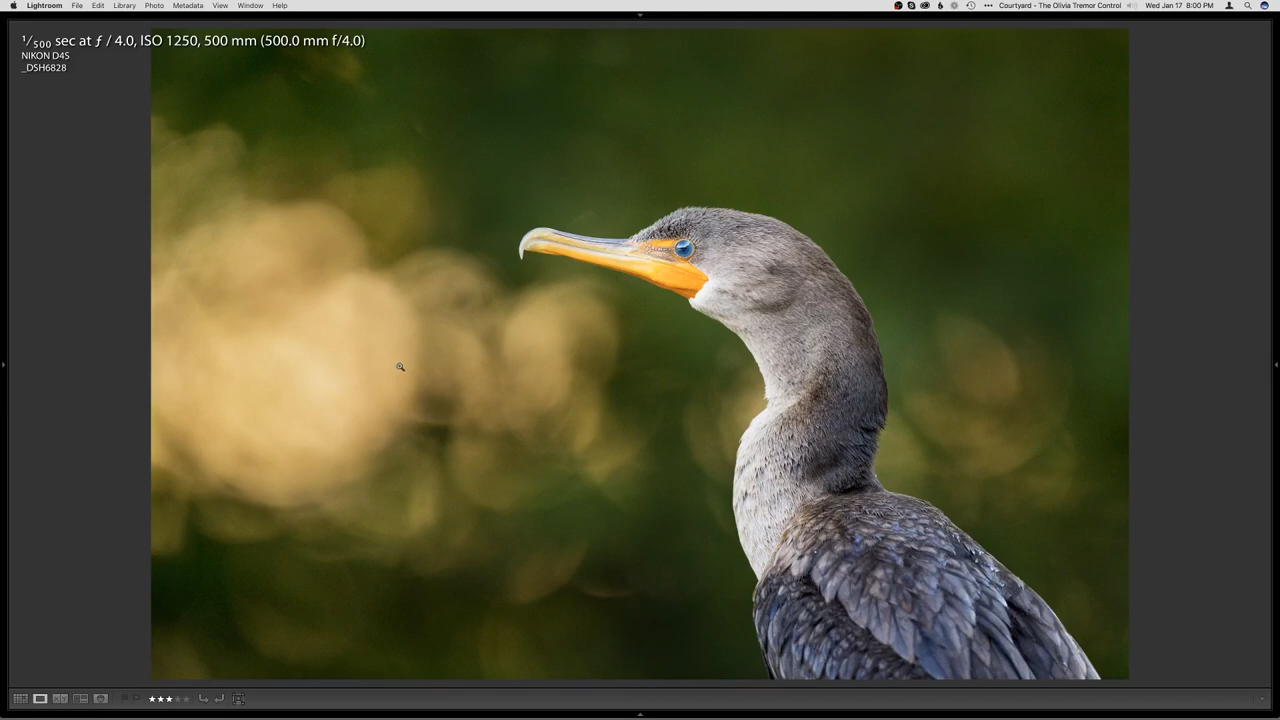 Lightroom File Edit Library Photo Metadata View Window Help Courtyard - The Olivia Tremor Control Wed Jan 17 8:00 PM
1/500 sec at ƒ / 4.0, ISO 1250, 500 mm (500.0 mm f/4.0)
NIKON D4S
_DSH6828
XY